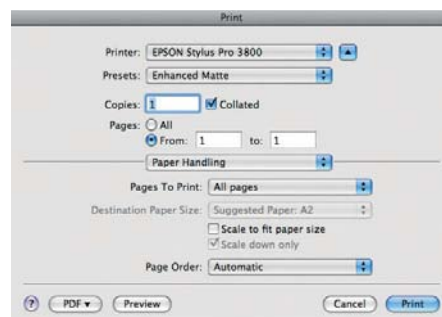 Print
Printer: EPSON Stylus Pro 3800
Presets: Enhanced Matte
Copies: 1 Collated
Pages: All
From: 1 to: 1
Paper Handling
Pages To Print: All pages
Destination Paper Size: Suggested Paper: A2
Scale to fit paper size
Scale down only
Page Order: Automatic
? PDF ▾ Preview Cancel Print